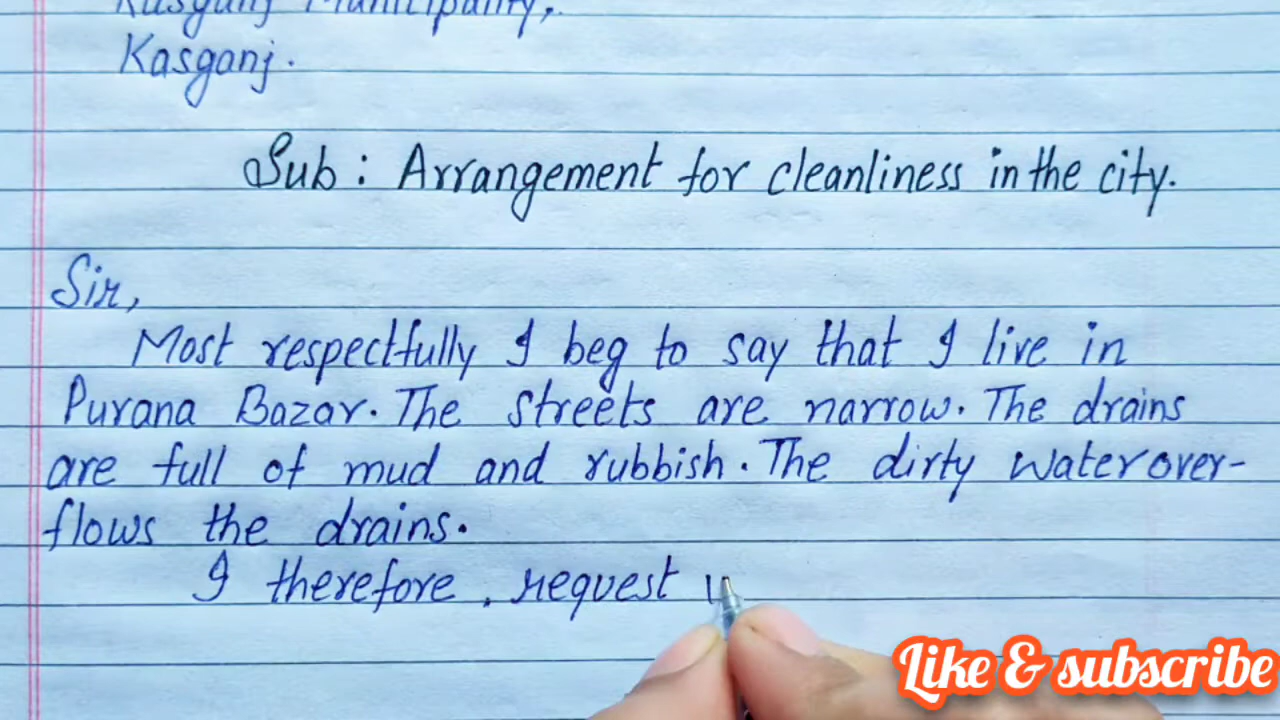 Kasganj Municipality,
Kasganj.
Sub : Arrangement for cleanliness in the city.
Sir,
Most respectfully I beg to say that I live in
Purana Bazar. The streets are narrow. The drains
are full of mud and rubbish. The dirty water over-
flows the drains.
I therefore, request
Like & subscribe